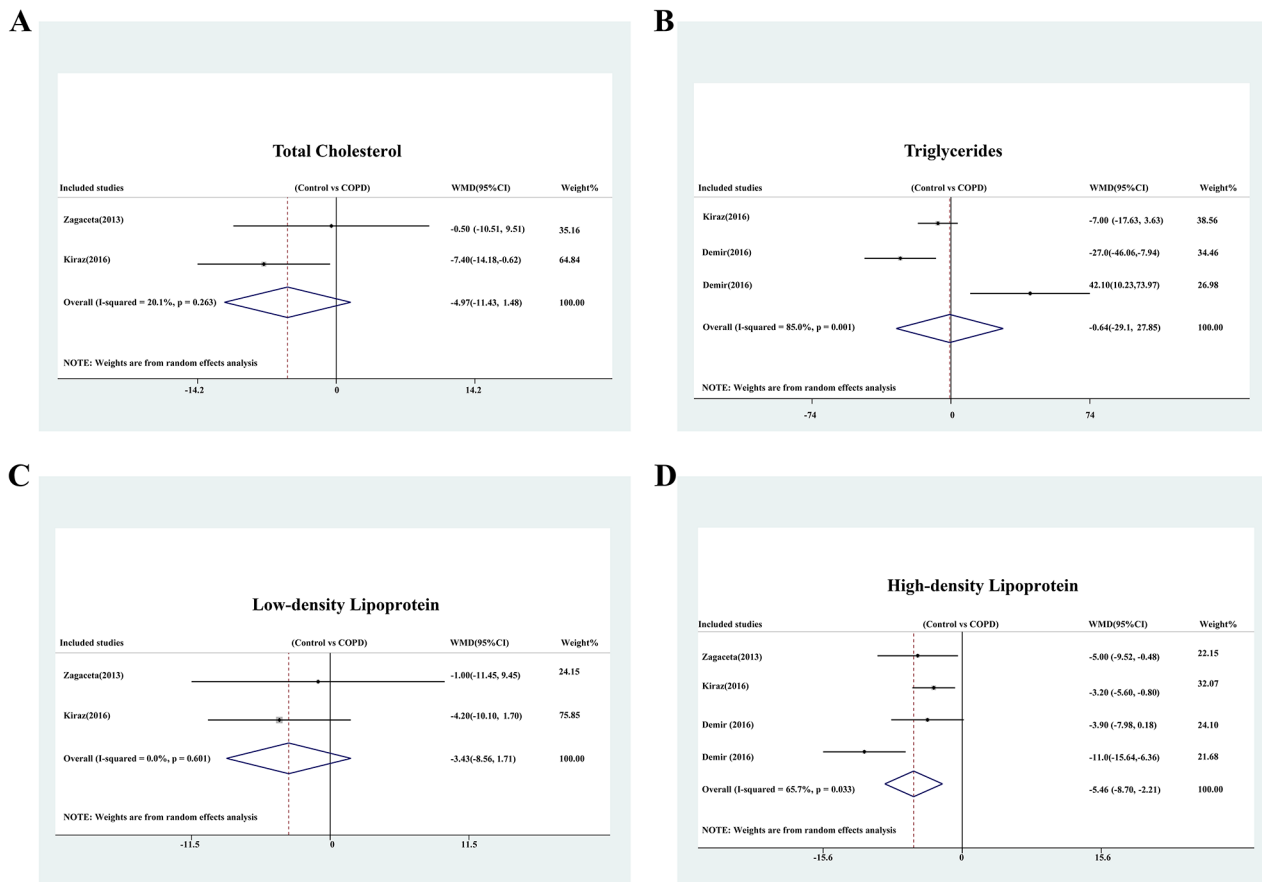 A
Total Cholesterol
Included studies (Control vs COPD) WMD(95%CI) Weight%
Zagaceta(2013) -0.50 (-10.51, 9.51) 35.16
Kiraz(2016) -7.40(-14.18,-0.62) 64.84
Overall (I-squared = 20.1%, p = 0.263) -4.97(-11.43, 1.48) 100.00
NOTE: Weights are from random effects analysis
-14.2 0 14.2
B
Triglycerides
Included studies (Control vs COPD) WMD(95%CI) Weight%
Kiraz(2016) -7.00 (-17.63, 3.63) 38.56
Demir(2016) -27.0(-46.06,-7.94) 34.46
Demir(2016) 42.10(10.23,73.97) 26.98
Overall (I-squared = 85.0%, p = 0.001) -0.64(-29.1, 27.85) 100.00
NOTE: Weights are from random effects analysis
-74 0 74
C
Low-density Lipoprotein
Included studies (Control vs COPD) WMD(95%CI) Weight%
Zagaceta(2013) -1.00(-11.45, 9.45) 24.15
Kiraz(2016) -4.20(-10.10, 1.70) 75.85
Overall (I-squared = 0.0%, p = 0.601) -3.43(-8.56, 1.71) 100.00
NOTE: Weights are from random effects analysis
-11.5 0 11.5
D
High-density Lipoprotein
Included studies (Control vs COPD) WMD(95%CI) Weight%
Zagaceta(2013) -5.00 (-9.52, -0.48) 22.15
Kiraz(2016) -3.20 (-5.60, -0.80) 32.07
Demir (2016) -3.90 (-7.98, 0.18) 24.10
Demir (2016) -11.0(-15.64,-6.36) 21.68
Overall (I-squared = 65.7%, p = 0.033) -5.46 (-8.70, -2.21) 100.00
NOTE: Weights are from random effects analysis
-15.6 0 15.6